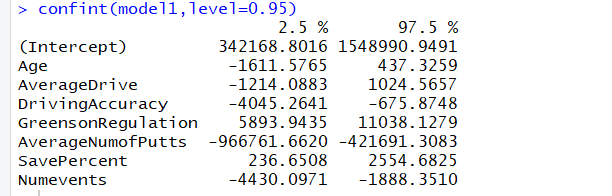 > confint(model1,level=0.95)
2.5 % 97.5 %
(Intercept) 342168.8016 1548990.9491
Age -1611.5765 437.3259
AverageDrive -1214.0883 1024.5657
DrivingAccuracy -4045.2641 -675.8748
GreensonRegulation 5893.9435 11038.1279
AverageNumofPutts -966761.6620 -421691.3083
SavePercent 236.6508 2554.6825
Numevents -4430.0971 -1888.3510